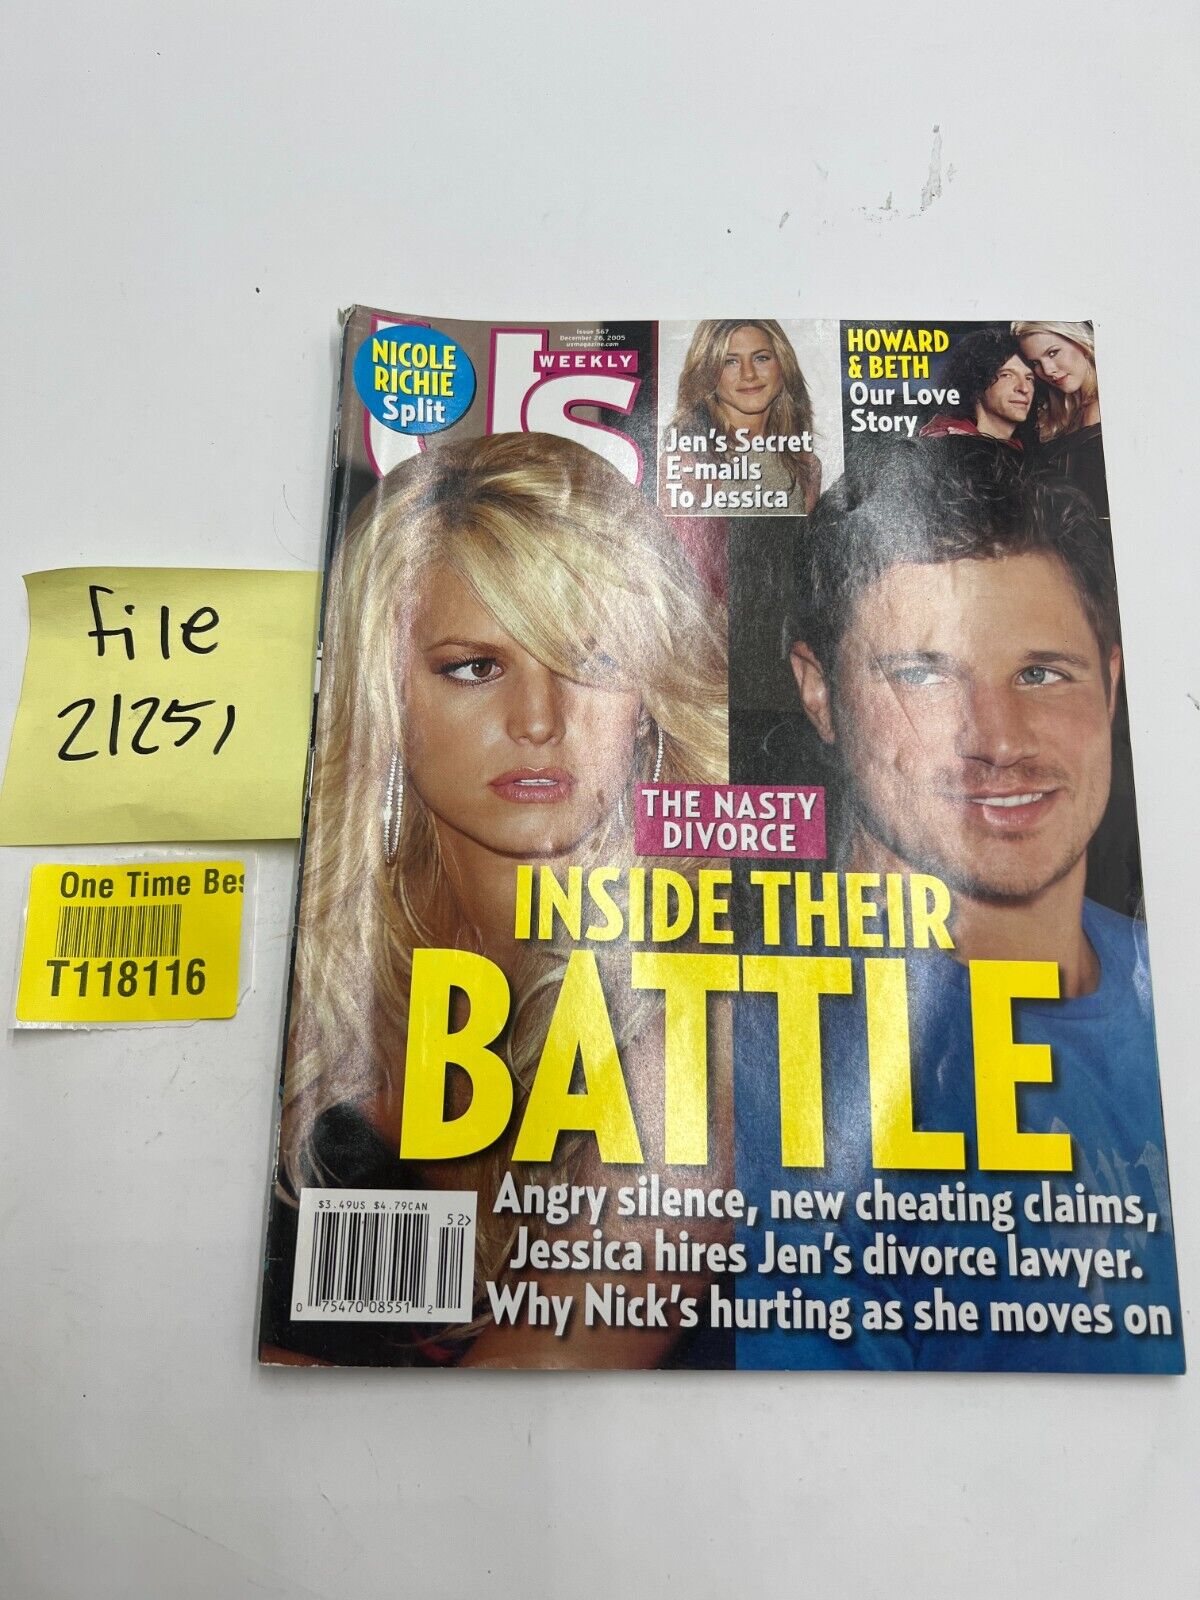 file
21251
One Time Bes
T118116
NICOLE
RICHIE
Split
Us
WEEKLY
Issue 567
December 26, 2005
usmagazine.com
Jen's Secret
E-mails
To Jessica
HOWARD
& BETH
Our Love
Story
THE NASTY
DIVORCE
INSIDE THEIR
BATTLE
Angry silence, new cheating claims,
Jessica hires Jen's divorce lawyer.
Why Nick's hurting as she moves on
$3.49US $4.79CAN
52>
0 75470 08551 2